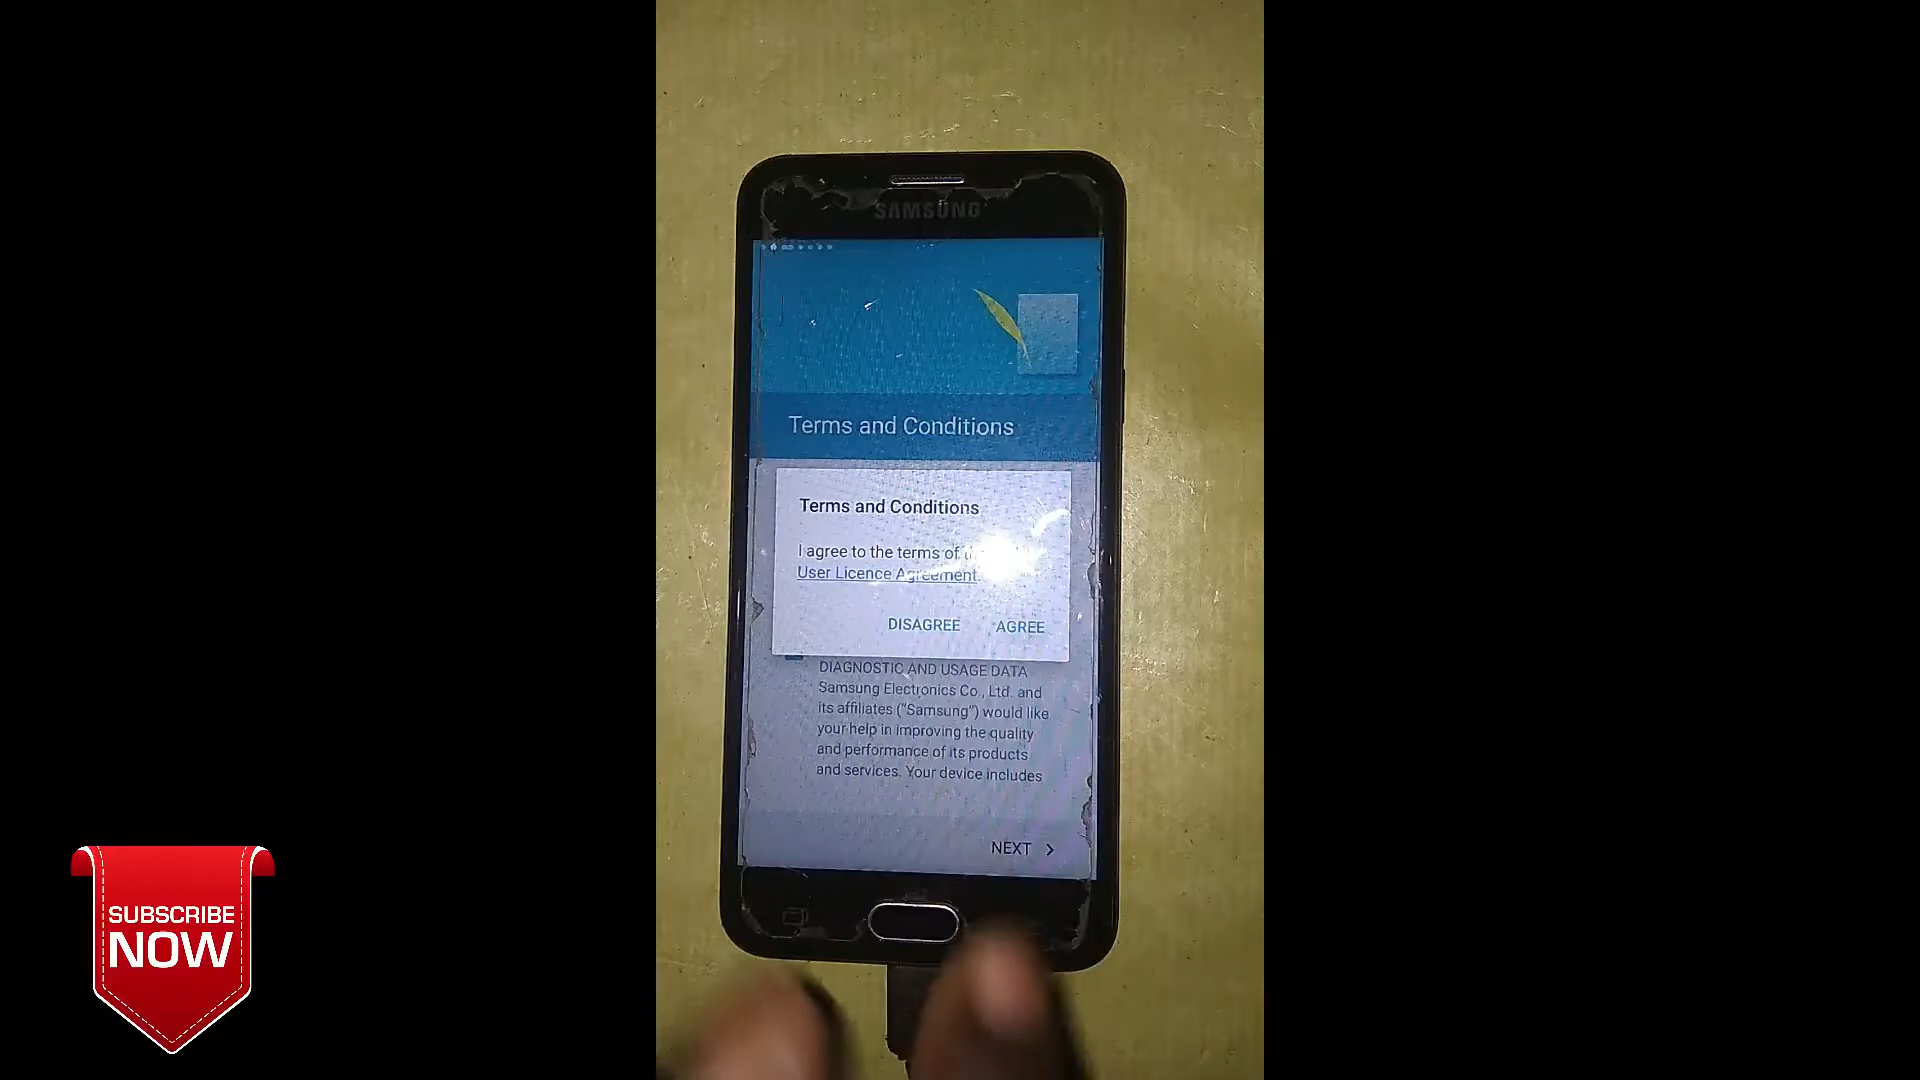 SAMSUNG
Terms and Conditions
Terms and Conditions
I agree to the terms of
User Licence Agreement.
DISAGREE AGREE
DIAGNOSTIC AND USAGE DATA
Samsung Electronics Co., Ltd. and
its affiliates ("Samsung") would like
your help in improving the quality
and performance of its products
and services. Your device includes
NEXT >
SUBSCRIBE
NOW